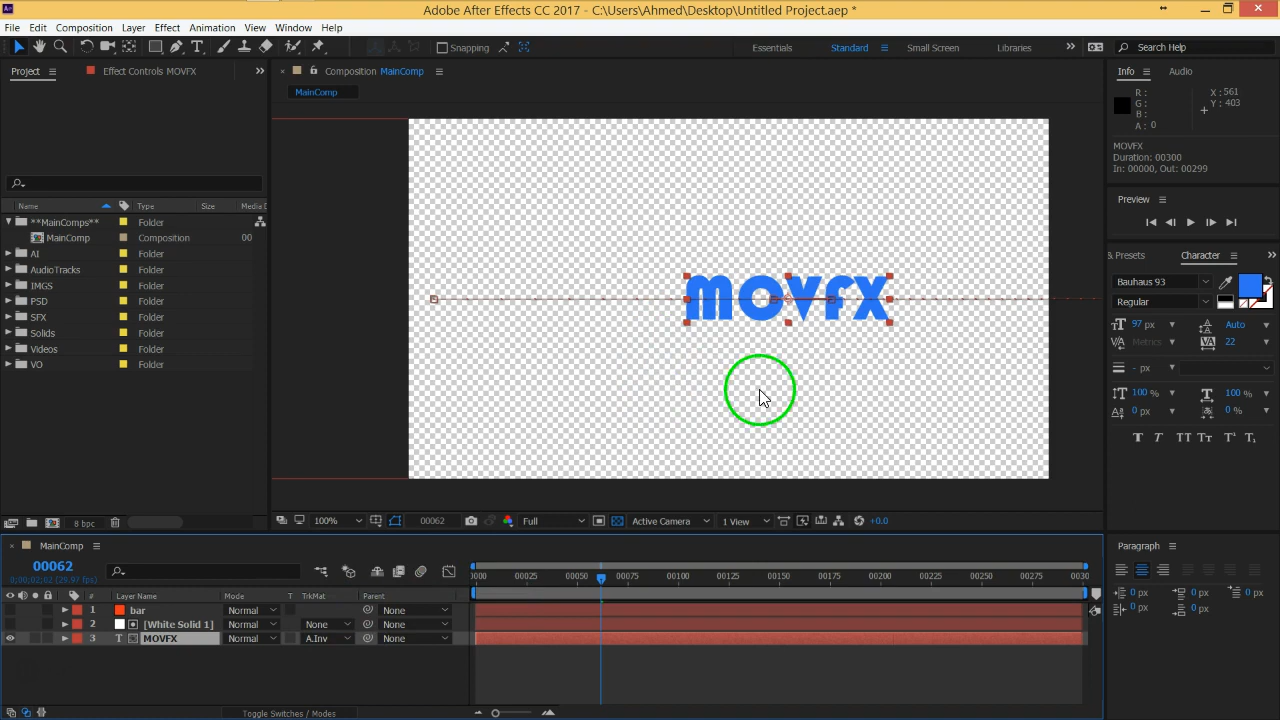 Adobe After Effects CC 2017 - C:\Users\Ahmed\Desktop\Untitled Project.aep *
File Edit Composition Layer Effect Animation View Window Help
Snapping Essentials Standard Small Screen Libraries Search Help
Project Effect Controls MOVFX Composition MainComp Info Audio
MainComp
R : X : 561
G : Y : 403
B :
A : 0
MOVFX
Duration: 00300
In: 00000, Out: 00299
Preview
Name Type Size Media D
**MainComps** Folder
MainComp Composition 00
AI Folder
AudioTracks Folder
IMGS Folder
PSD Folder
SFX Folder
Solids Folder
Videos Folder
VO Folder
MOVFX
& Presets Character
Bauhaus 93
Regular
97 px Auto
Metrics 22
- px
100 % 100 %
0 px 0 %
8 bpc 100% 00062 Full Active Camera 1 View +0.0
MainComp
00062
0;00;02;02 (29.97 fps)
0000 00025 00050 00075 00100 00125 00150 00175 00200 00225 00250 00275 0030
# Layer Name Mode T TrkMat Parent
1 bar Normal None
2 [White Solid 1] Normal None None
3 T MOVFX Normal A.Inv None
Toggle Switches / Modes
Paragraph
0 px 0 px 0 px
0 px 0 px